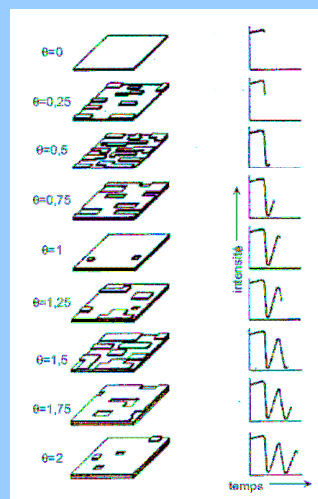 θ=0
θ=0,25
θ=0,5
θ=0,75
θ=1
θ=1,25
θ=1,5
θ=1,75
θ=2
intensité
temps